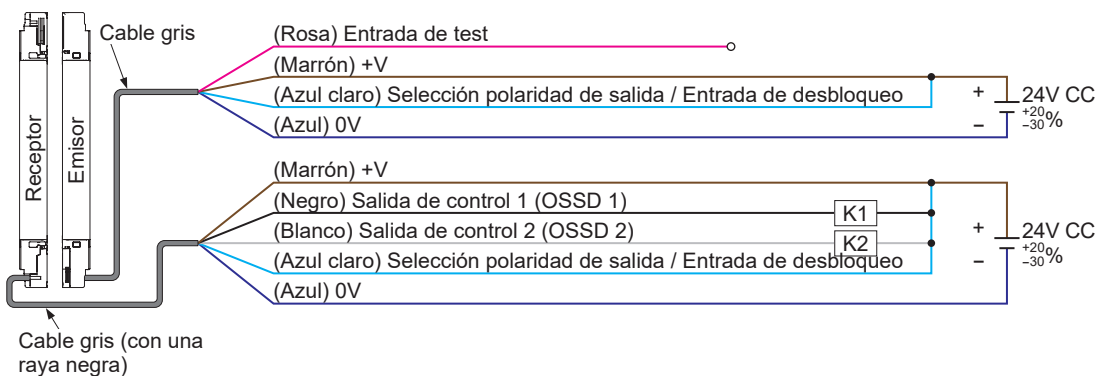 Cable gris
Receptor
Emisor
(Rosa) Entrada de test
(Marrón) +V
(Azul claro) Selección polaridad de salida / Entrada de desbloqueo
(Azul) 0V
+
−
24V CC
+20
−30%
(Marrón) +V
(Negro) Salida de control 1 (OSSD 1)
K1
(Blanco) Salida de control 2 (OSSD 2)
K2
(Azul claro) Selección polaridad de salida / Entrada de desbloqueo
(Azul) 0V
+
−
24V CC
+20
−30%
Cable gris (con una
raya negra)